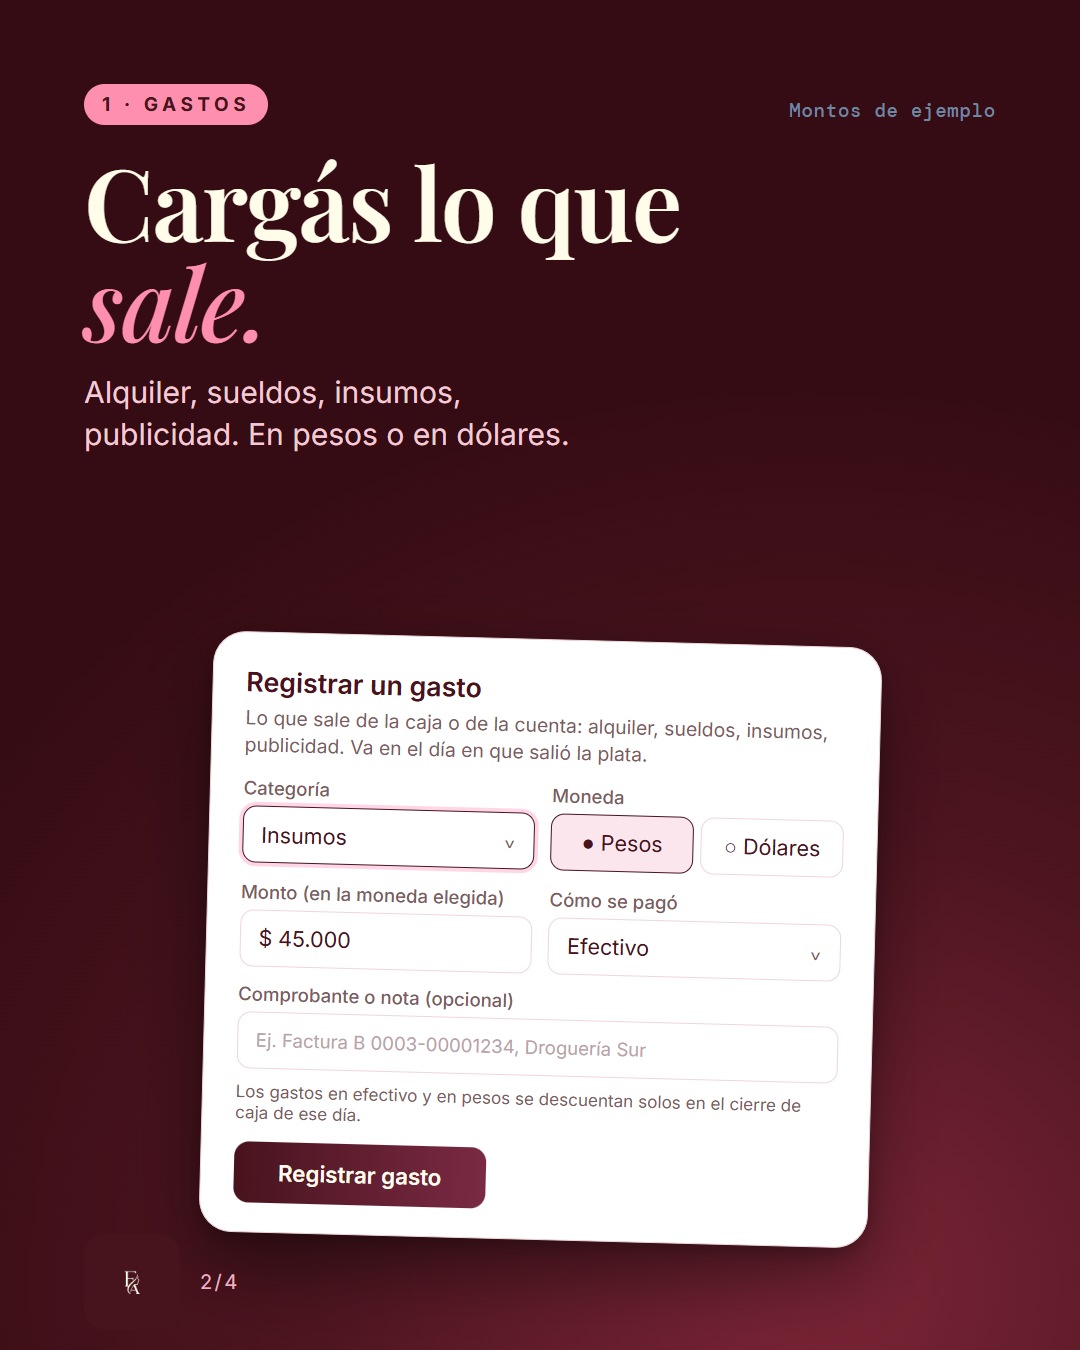 1 · GASTOS
Montos de ejemplo
Cargás lo que
sale.
Alquiler, sueldos, insumos,
publicidad. En pesos o en dólares.
Registrar un gasto
Lo que sale de la caja o de la cuenta: alquiler, sueldos, insumos,
publicidad. Va en el día en que salió la plata.
Categoría
Moneda
Insumos
Pesos
Dólares
Monto (en la moneda elegida)
Cómo se pagó
$ 45.000
Efectivo
Comprobante o nota (opcional)
Ej. Factura B 0003-00001234, Droguería Sur
Los gastos en efectivo y en pesos se descuentan solos en el cierre de
caja de ese día.
Registrar gasto
2/4